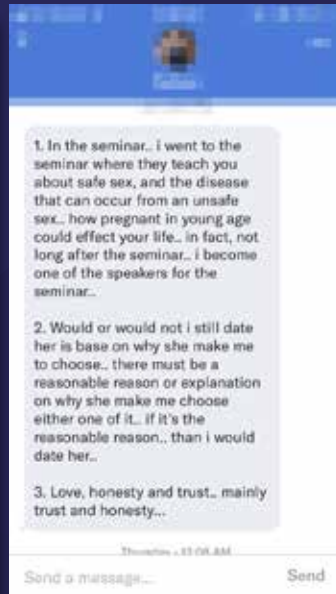 1. In the seminar.. i went to the
seminar where they teach you
about safe sex, and the disease
that can occur from an unsafe
sex.. how pregnant in young age
could effect your life.. in fact, not
long after the seminar.. i become
one of the speakers for the
seminar..
2. Would or would not i still date
her is base on why she make me
to choose.. there must be a
reasonable reason or explanation
on why she make me choose
either one of it.. if it's the
reasonable reason.. than i would
date her..
3. Love, honesty and trust.. mainly
trust and honesty...
Send a message...
Send